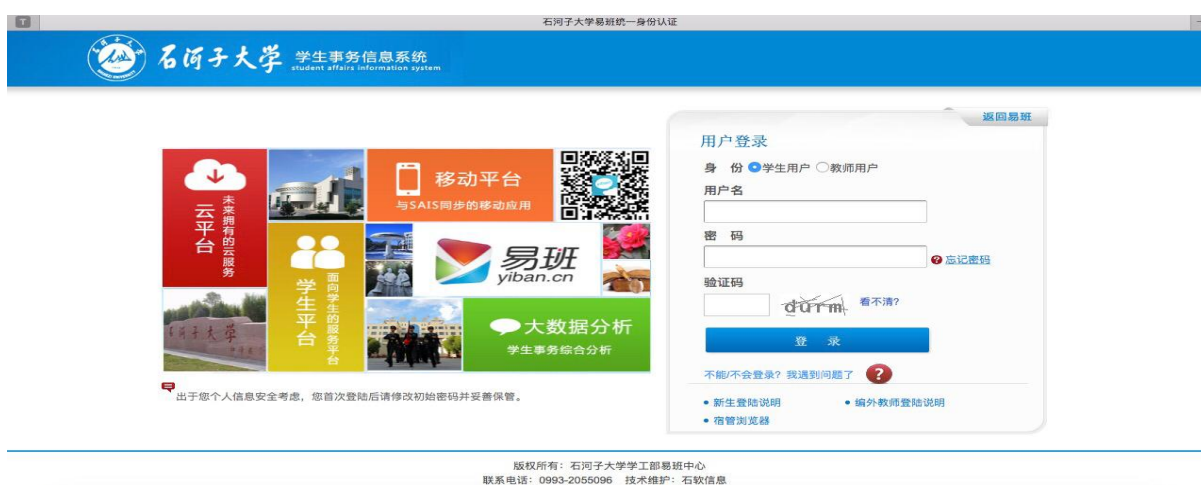 T
石河子大学易班统一身份认证
石河子大学 学生事务信息系统
student affairs information system
返回易班
用户登录
身 份 学生用户 教师用户
用户名
密 码
忘记密码
验证码
durm 看不清?
登 录
不能/不会登录? 我遇到问题了
• 新生登陆说明 • 编外教师登陆说明
• 宿管浏览器
云平台
未来拥有的云服务
移动平台
与SAIS同步的移动应用
学生平台
面向学生的服务平台
易班
yiban.cn
大数据分析
学生事务综合分析
石河子大学
出于您个人信息安全考虑，您首次登陆后请修改初始密码并妥善保管。
版权所有：石河子大学学工部易班中心
联系电话：0993-2055096 技术维护：石软信息